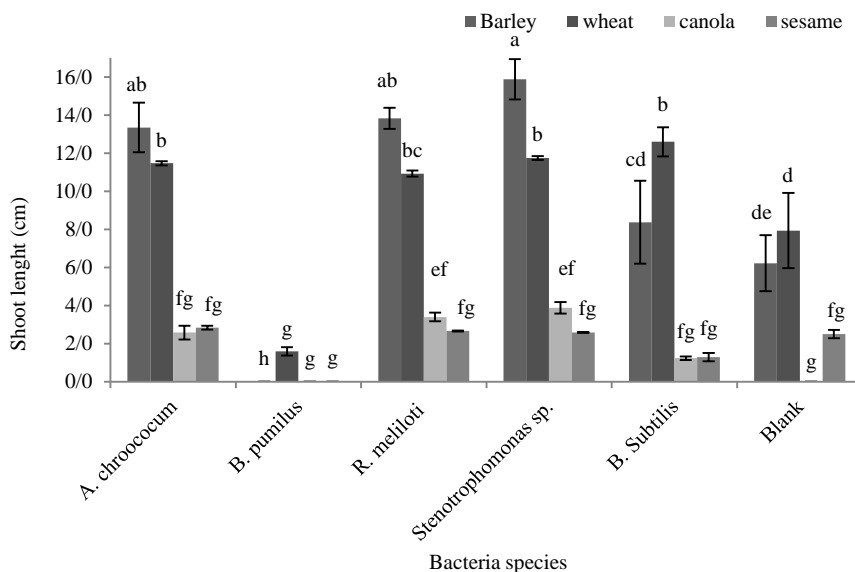 Barley wheat canola sesame
16/0
14/0
12/0
10/0
8/0
6/0
4/0
2/0
0/0
Shoot lenght (cm)
ab b fg fg
h g g g
ab bc ef fg
a b ef fg
cd b fg fg
de d g fg
A. chroococum
B. pumilus
R. meliloti
Stenotrophomonas sp.
B. Subtilis
Blank
Bacteria species